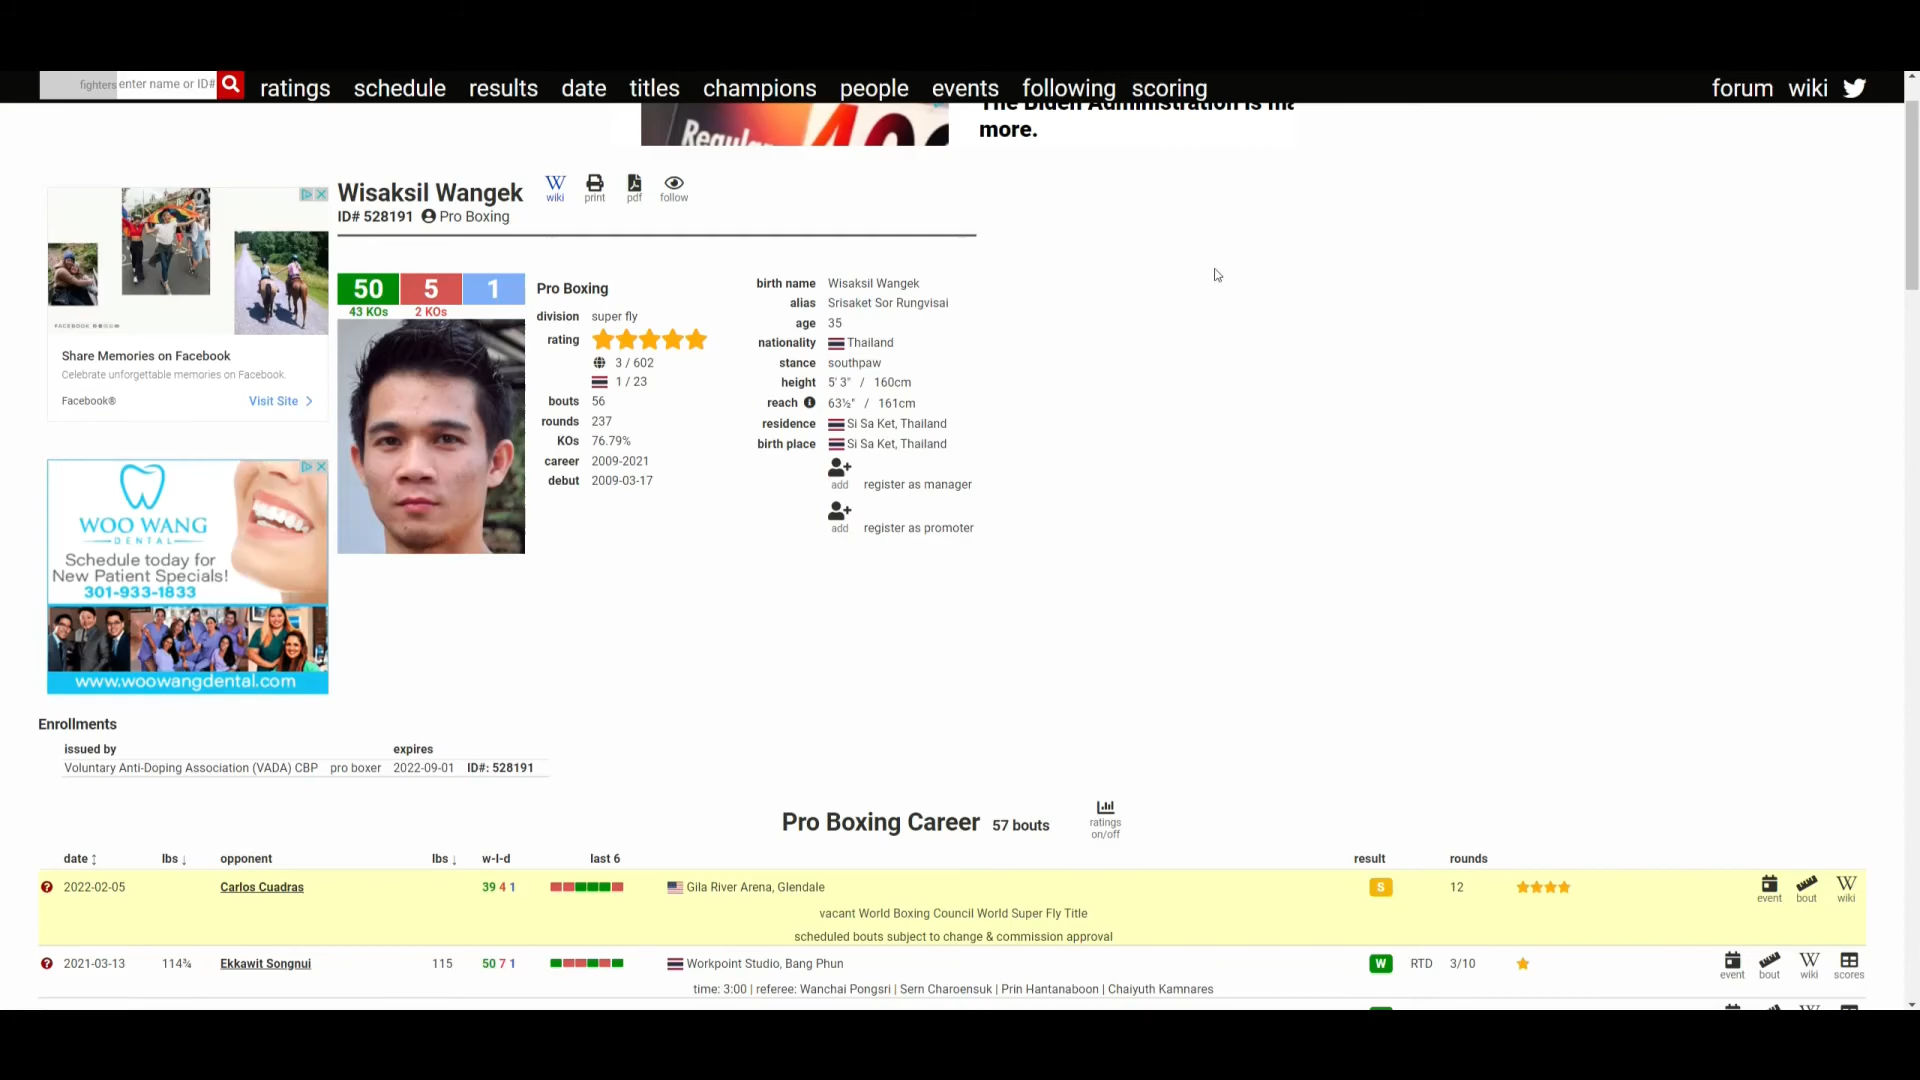 fighters enter name or ID# ratings schedule results date titles champions people events following scoring forum wiki
more.
Wisaksil Wangek
wiki print pdf follow
ID# 528191 Pro Boxing
50 5 1
43 KOs 2 KOs
Pro Boxing
division super fly
rating
3 / 602
1 / 23
bouts 56
rounds 237
KOs 76.79%
career 2009-2021
debut 2009-03-17
birth name Wisaksil Wangek
alias Srisaket Sor Rungvisai
age 35
nationality Thailand
stance southpaw
height 5' 3" / 160cm
reach 63½" / 161cm
residence Si Sa Ket, Thailand
birth place Si Sa Ket, Thailand
add register as manager
add register as promoter
FACEBOOK
Share Memories on Facebook
Celebrate unforgettable memories on Facebook.
Facebook® Visit Site
WOO WANG
DENTAL
Schedule today for
New Patient Specials!
301-933-1833
www.woowangdental.com
Enrollments
issued by expires
Voluntary Anti-Doping Association (VADA) CBP pro boxer 2022-09-01 ID#: 528191
Pro Boxing Career 57 bouts
ratings
on/off
date ↕ lbs ↓ opponent lbs ↓ w-l-d last 6 result rounds
2022-02-05 Carlos Cuadras 39 4 1 Gila River Arena, Glendale S 12
event bout wiki
vacant World Boxing Council World Super Fly Title
scheduled bouts subject to change & commission approval
2021-03-13 114¾ Ekkawit Songnui 115 50 7 1 Workpoint Studio, Bang Phun W RTD 3/10
event bout wiki scores
time: 3:00 | referee: Wanchai Pongsri | Sern Charoensuk | Prin Hantanaboon | Chaiyuth Kamnares